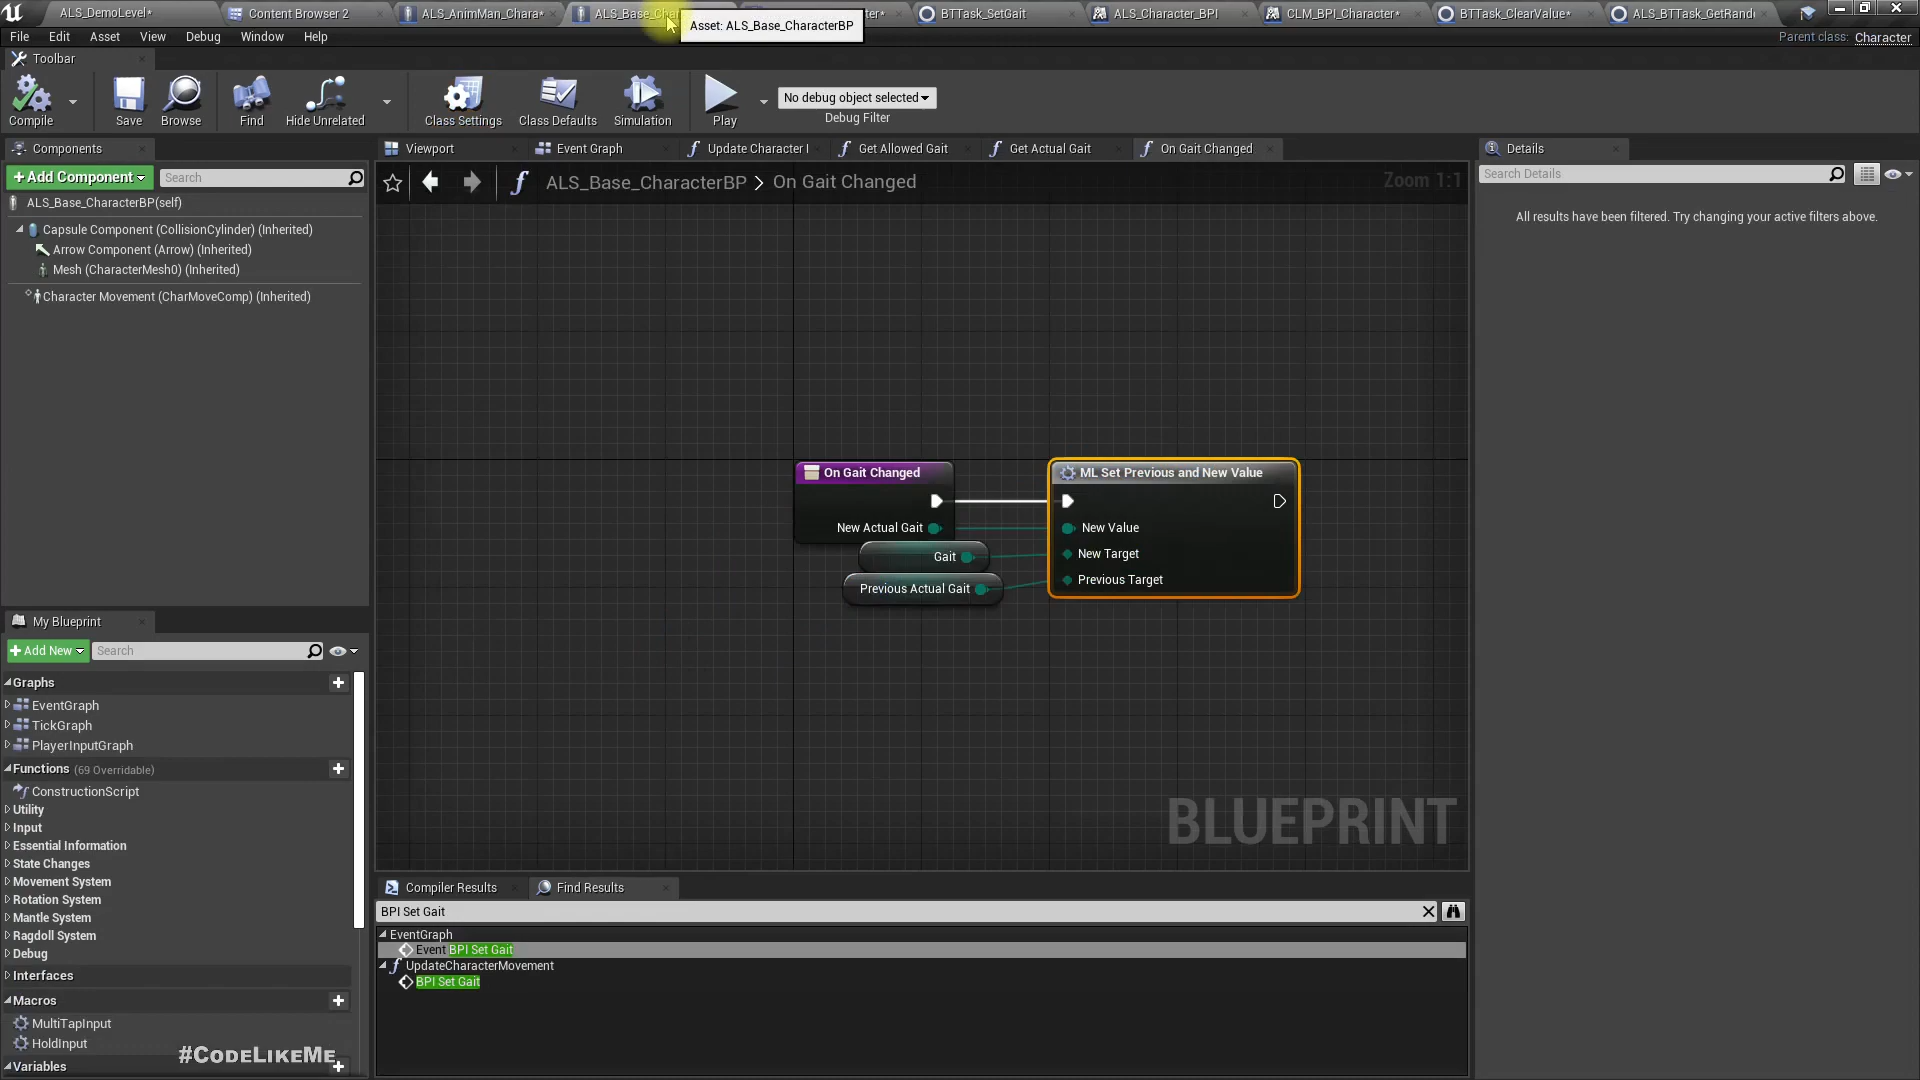 ALS_DemoLevel*
Content Browser 2
ALS_AnimMan_Chara*
ALS_Base_Cha
ter*
BTTask_SetGait
ALS_Character_BPI
CLM_BPI_Character*
BTTask_ClearValue*
ALS_BTTask_GetRand
Asset: ALS_Base_CharacterBP
File Edit Asset View Debug Window Help
Parent class: Character
Toolbar
Compile
Save
Browse
Find
Hide Unrelated
Class Settings
Class Defaults
Simulation
Play
No debug object selected
Debug Filter
Components
Viewport
Event Graph
Update Character I
Get Allowed Gait
Get Actual Gait
On Gait Changed
Details
+Add Component
Search
ALS_Base_CharacterBP > On Gait Changed
Zoom 1:1
Search Details
ALS_Base_CharacterBP(self)
All results have been filtered. Try changing your active filters above.
Capsule Component (CollisionCylinder) (Inherited)
Arrow Component (Arrow) (Inherited)
Mesh (CharacterMesh0) (Inherited)
Character Movement (CharMoveComp) (Inherited)
On Gait Changed
New Actual Gait
Gait
Previous Actual Gait
ML Set Previous and New Value
New Value
New Target
Previous Target
BLUEPRINT
My Blueprint
+Add New
Search
Graphs
EventGraph
TickGraph
PlayerInputGraph
Functions (69 Overridable)
ConstructionScript
Utility
Input
Essential Information
State Changes
Movement System
Rotation System
Mantle System
Ragdoll System
Debug
Interfaces
Macros
MultiTapInput
HoldInput
Variables
#CodeLikeMe
Compiler Results
Find Results
BPI Set Gait
EventGraph
Event BPI Set Gait
UpdateCharacterMovement
BPI Set Gait